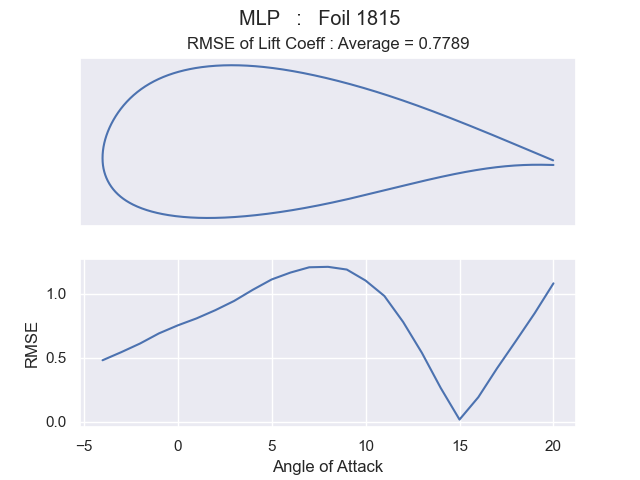 MLP : Foil 1815
RMSE of Lift Coeff : Average = 0.7789
1.0
0.5
0.0
RMSE
−5 0 5 10 15 20
Angle of Attack